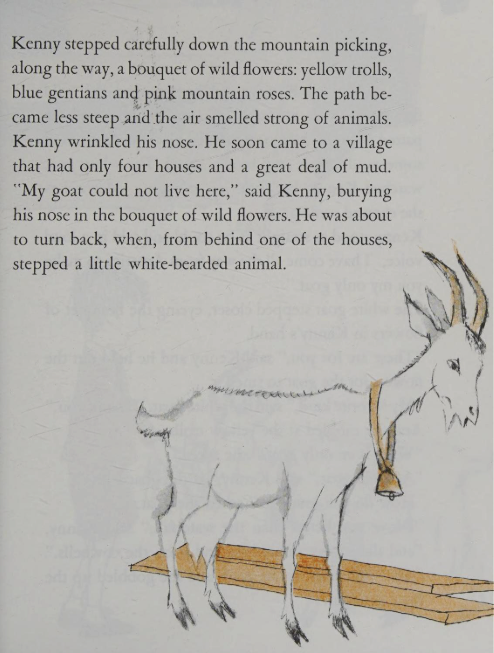 Kenny stepped carefully down the mountain picking,
along the way, a bouquet of wild flowers: yellow trolls,
blue gentians and pink mountain roses. The path be-
came less steep and the air smelled strong of animals.
Kenny wrinkled his nose. He soon came to a village
that had only four houses and a great deal of mud.
"My goat could not live here," said Kenny, burying
his nose in the bouquet of wild flowers. He was about
to turn back, when, from behind one of the houses,
stepped a little white-bearded animal.